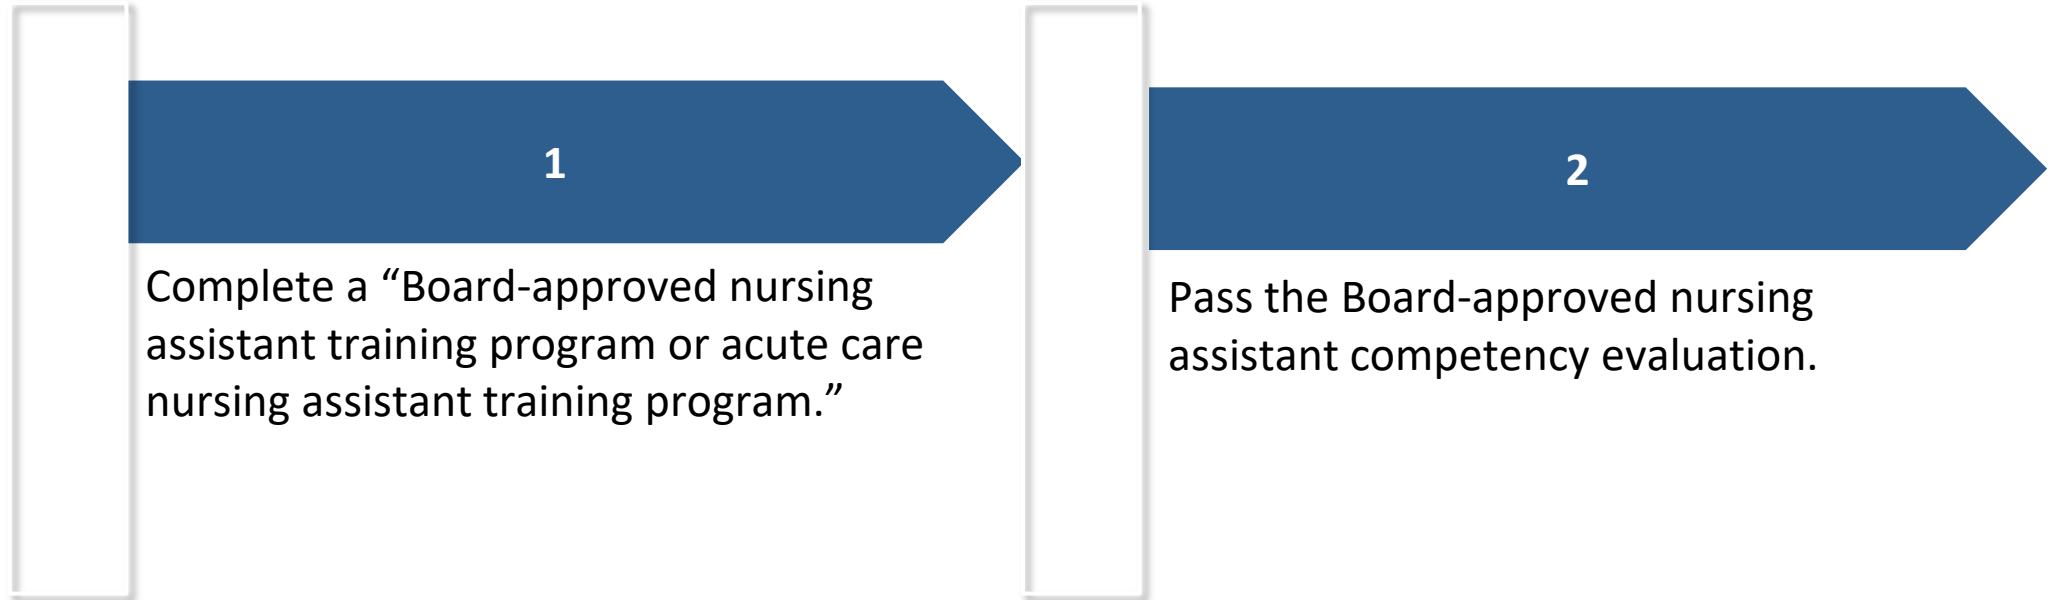 1
Complete a “Board-approved nursing
assistant training program or acute care
nursing assistant training program.”
2
Pass the Board-approved nursing
assistant competency evaluation.